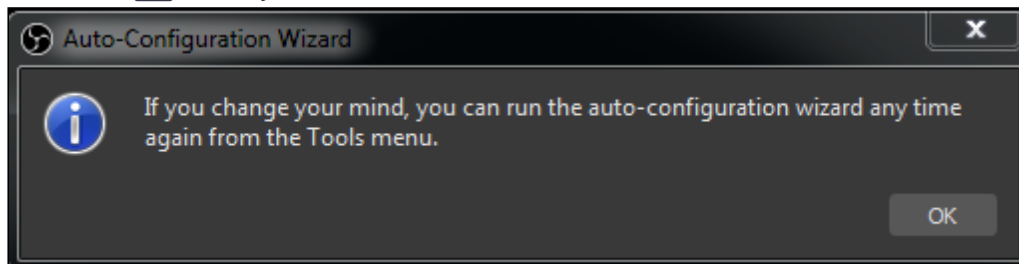 Auto-Configuration Wizard
If you change your mind, you can run the auto-configuration wizard any time
again from the Tools menu.
OK